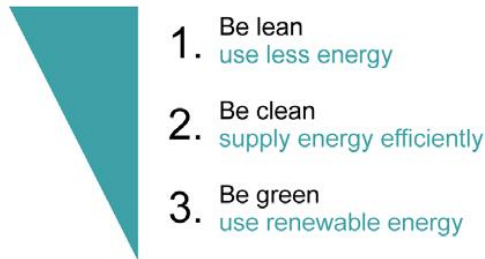 1. Be lean
use less energy
2. Be clean
supply energy efficiently
3. Be green
use renewable energy